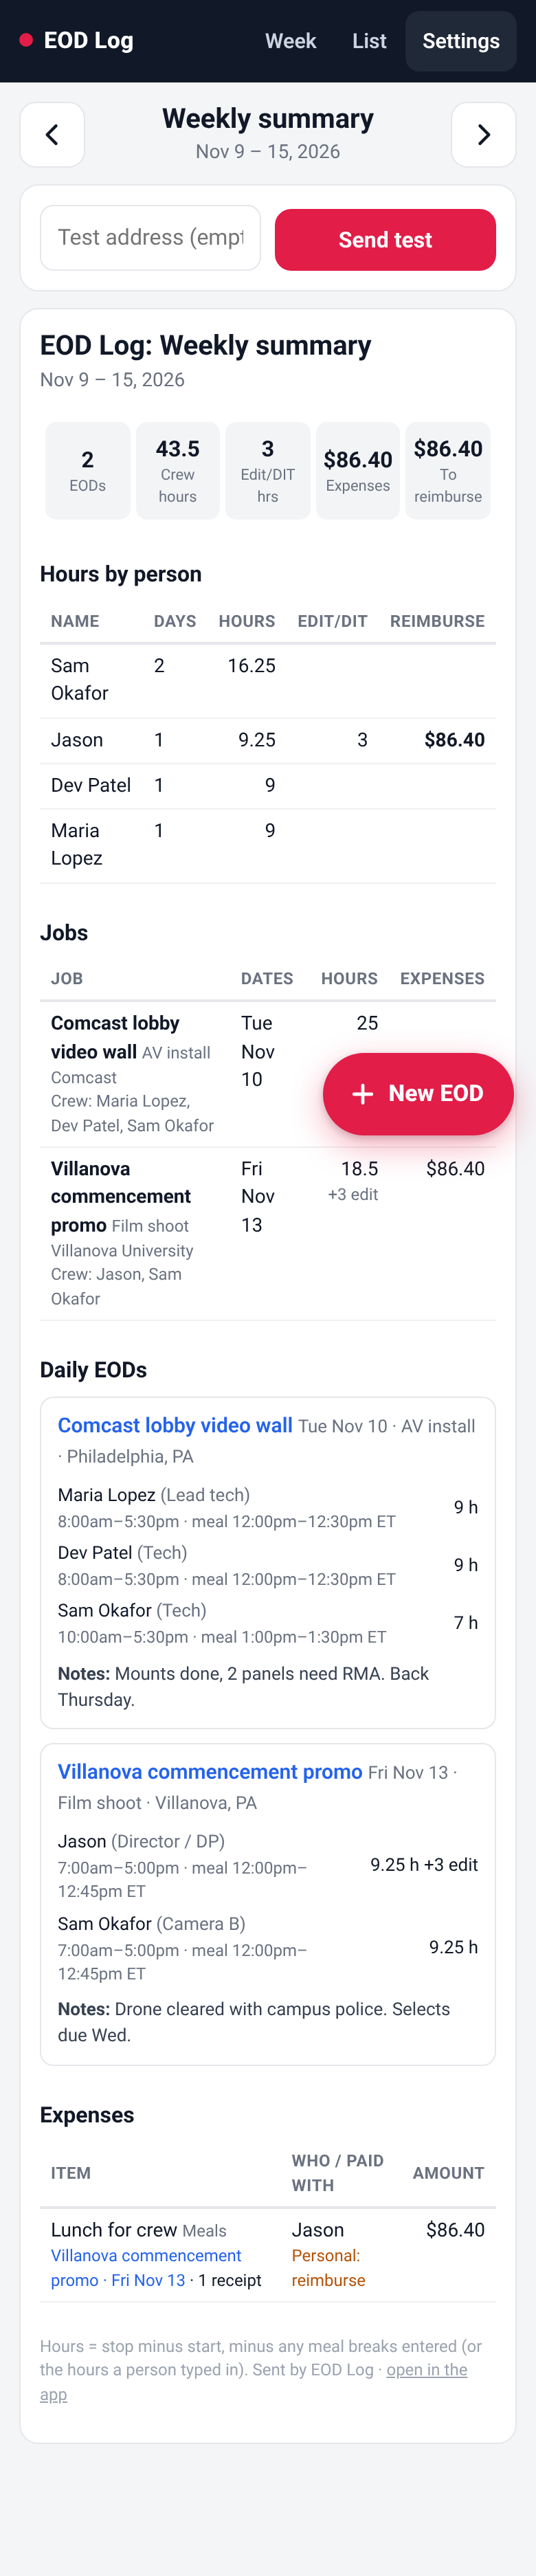 EOD Log
Week
List
Settings
Weekly summary
Nov 9 – 15, 2026
Test address (empt
Send test
EOD Log: Weekly summary
Nov 9 – 15, 2026
2
EODs
43.5
Crew
hours
3
Edit/DIT
hrs
$86.40
Expenses
$86.40
To
reimburse
Hours by person
NAME DAYS HOURS EDIT/DIT REIMBURSE
Sam
Okafor
2 16.25
Jason 1 9.25 3 $86.40
Dev Patel 1 9
Maria
Lopez
1 9
Jobs
JOB DATES HOURS EXPENSES
Comcast lobby
video wall AV install
Comcast
Crew: Maria Lopez,
Dev Patel, Sam Okafor
Tue
Nov
10
25
+ New EOD
Villanova
commencement
promo Film shoot
Villanova University
Crew: Jason, Sam
Okafor
Fri
Nov
13
18.5
+3 edit
$86.40
Daily EODs
Comcast lobby video wall Tue Nov 10 · AV install
· Philadelphia, PA
Maria Lopez (Lead tech)
8:00am–5:30pm · meal 12:00pm–12:30pm ET
9 h
Dev Patel (Tech)
8:00am–5:30pm · meal 12:00pm–12:30pm ET
9 h
Sam Okafor (Tech)
10:00am–5:30pm · meal 1:00pm–1:30pm ET
7 h
Notes: Mounts done, 2 panels need RMA. Back
Thursday.
Villanova commencement promo Fri Nov 13 ·
Film shoot · Villanova, PA
Jason (Director / DP)
7:00am–5:00pm · meal 12:00pm–
12:45pm ET
9.25 h +3 edit
Sam Okafor (Camera B)
7:00am–5:00pm · meal 12:00pm–
12:45pm ET
9.25 h
Notes: Drone cleared with campus police. Selects
due Wed.
Expenses
ITEM
WHO / PAID
WITH
AMOUNT
Lunch for crew Meals
Villanova commencement
promo · Fri Nov 13 · 1 receipt
Jason
Personal:
reimburse
$86.40
Hours = stop minus start, minus any meal breaks entered (or
the hours a person typed in). Sent by EOD Log · open in the
app